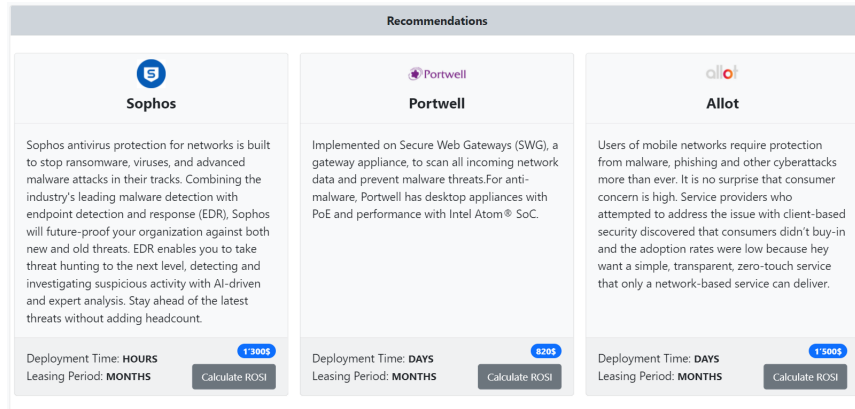 Recommendations
Sophos
Sophos antivirus protection for networks is built
to stop ransomware, viruses, and advanced
malware attacks in their tracks. Combining the
industry's leading malware detection with
endpoint detection and response (EDR), Sophos
will future-proof your organization against both
new and old threats. EDR enables you to take
threat hunting to the next level, detecting and
investigating suspicious activity with AI-driven
and expert analysis. Stay ahead of the latest
threats without adding headcount.
Deployment Time: HOURS
Leasing Period: MONTHS
1'300$
Calculate ROSI
Portwell
Portwell
Implemented on Secure Web Gateways (SWG), a
gateway appliance, to scan all incoming network
data and prevent malware threats.For anti-
malware, Portwell has desktop appliances with
PoE and performance with Intel Atom® SoC.
Deployment Time: DAYS
Leasing Period: MONTHS
820$
Calculate ROSI
allot
Allot
Users of mobile networks require protection
from malware, phishing and other cyberattacks
more than ever. It is no surprise that consumer
concern is high. Service providers who
attempted to address the issue with client-based
security discovered that consumers didn't buy-in
and the adoption rates were low because hey
want a simple, transparent, zero-touch service
that only a network-based service can deliver.
Deployment Time: DAYS
Leasing Period: MONTHS
1'500$
Calculate ROSI